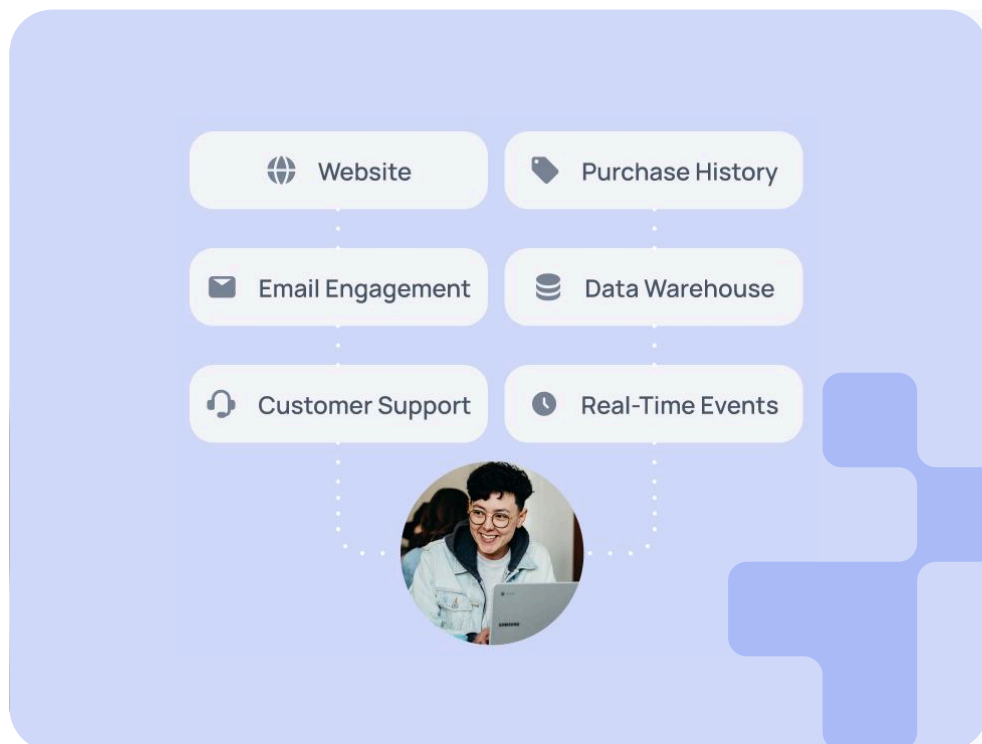 Website
Purchase History
Email Engagement
Data Warehouse
Customer Support
Real-Time Events
SAMSUNG